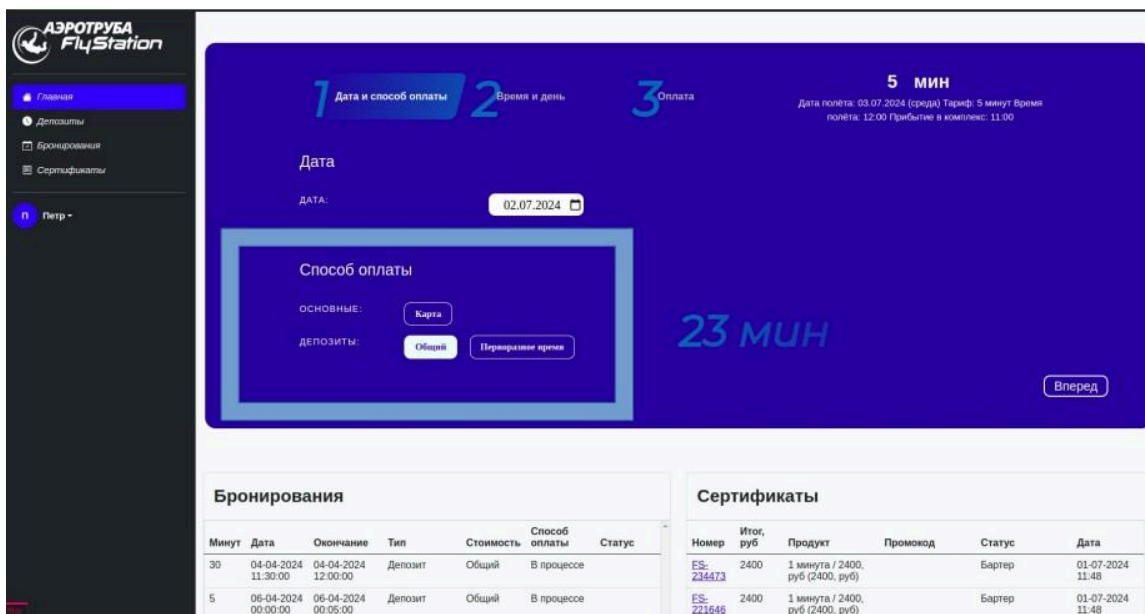 АЭРОТРУБА
FlyStation
Главная
Депозиты
Бронирования
Сертификаты
П Петр
1 Дата и способ оплаты 2 Время и день 3 Оплата
5 мин
Дата полёта: 03.07.2024 (среда) Тариф: 5 минут Время
полёта: 12:00 Прибытие в комплекс: 11:00
Дата
ДАТА: 02.07.2024
Способ оплаты
ОСНОВНЫЕ: Карта
ДЕПОЗИТЫ: Общий Перворазное время
23 мин
Вперед
Бронирования
Минут Дата Окончание Тип Стоимость Способ оплаты Статус
30 04-04-2024 11:30:00 04-04-2024 12:00:00 Депозит Общий В процессе
5 06-04-2024 00:00:00 06-04-2024 00:05:00 Депозит Общий В процессе
Сертификаты
Номер Итог, руб Продукт Промокод Статус Дата
FS-234473 2400 1 минута / 2400, руб (2400, руб) Бартер 01-07-2024 11:48
FS-221646 2400 1 минута / 2400, руб (2400, руб) Бартер 01-07-2024 11:48